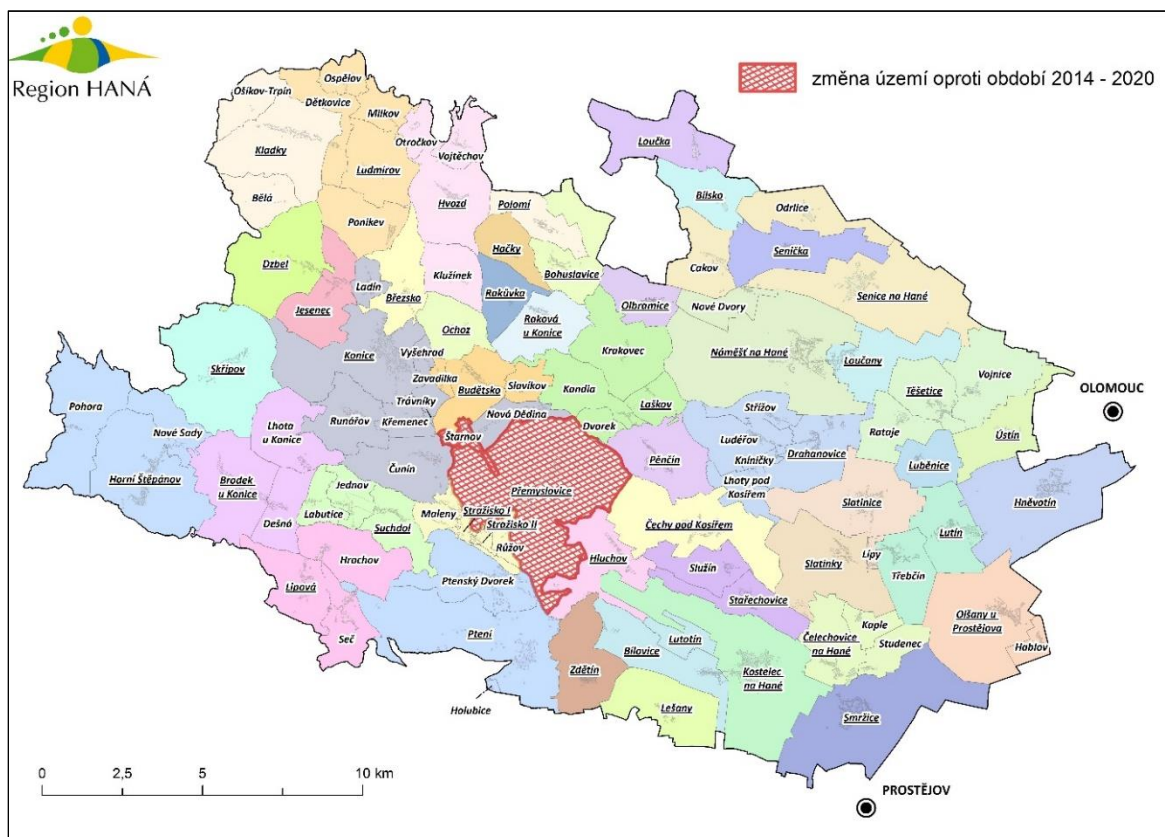 Region HANÁ
změna území oproti období 2014 - 2020
Ospělov
Ošíkov-Trpín
Dětkovice
Milkov
Otročkov
Vojtěchov
Loučka
Kladky
Ludmírov
Hvozd
Bílsko
Bělá
Polomí
Odrlice
Ponikev
Hačky
Senička
Dzbel
Klužínek
Bohuslavice
Cakov
Ladín
Březsko
Rakůvka
Olbramice
Nové Dvory
Senice na Hané
Jesenec
Ochoz
Raková
u Konice
Konice
Vyšehrad
Krakovec
Náměšť na Hané
Loučany
Vojnice
Skřípov
Zavadilka
Budětsko
Slavíkov
Kandia
Laškov
Těšetice
OLOMOUC
Pohora
Trávníky
Střížov
Lhota
u Konice
Runářov
Křemenec
Nová Dědina
Dvorek
Nové Sady
Štarnov
Ludéřov
Rataje
Ústín
Drahanovice
Pěnčín
Kníničky
Luběnice
Čunín
Lhoty pod
Kosířem
Horní Štěpánov
Brodek
u Konice
Jednov
Přemyslovice
Slatinice
Hněvotín
Labutice
Maleny
Stražisko I
Dešná
Suchdol
Stražisko II
Čechy pod Kosířem
Lutín
Růžov
Hluchov
Lípy
Hrochov
Služín
Slatinky
Třebčín
Lipová
Ptenský Dvorek
Stařechovice
Olšany u
Prostějova
Kaple
Seč
Ptení
Lutotín
Čelechovice
na Hané
Studenec
Hablov
Bílovice
Zdětín
Kostelec
na Hané
Holubice
Lešany
Smržice
0 2,5 5 10 km
PROSTĚJOV